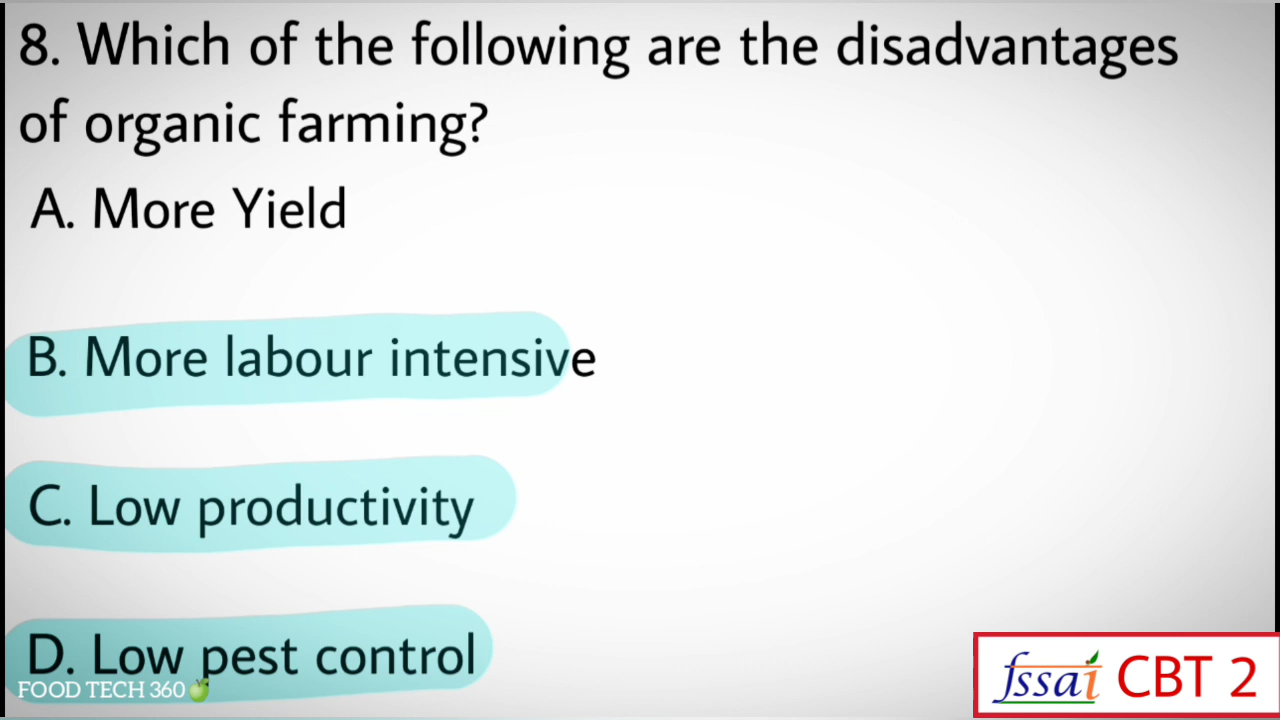 8. Which of the following are the disadvantages
of organic farming?
A. More Yield
B. More labour intensive
C. Low productivity
D. Low pest control
FOOD TECH 360
fssai CBT 2